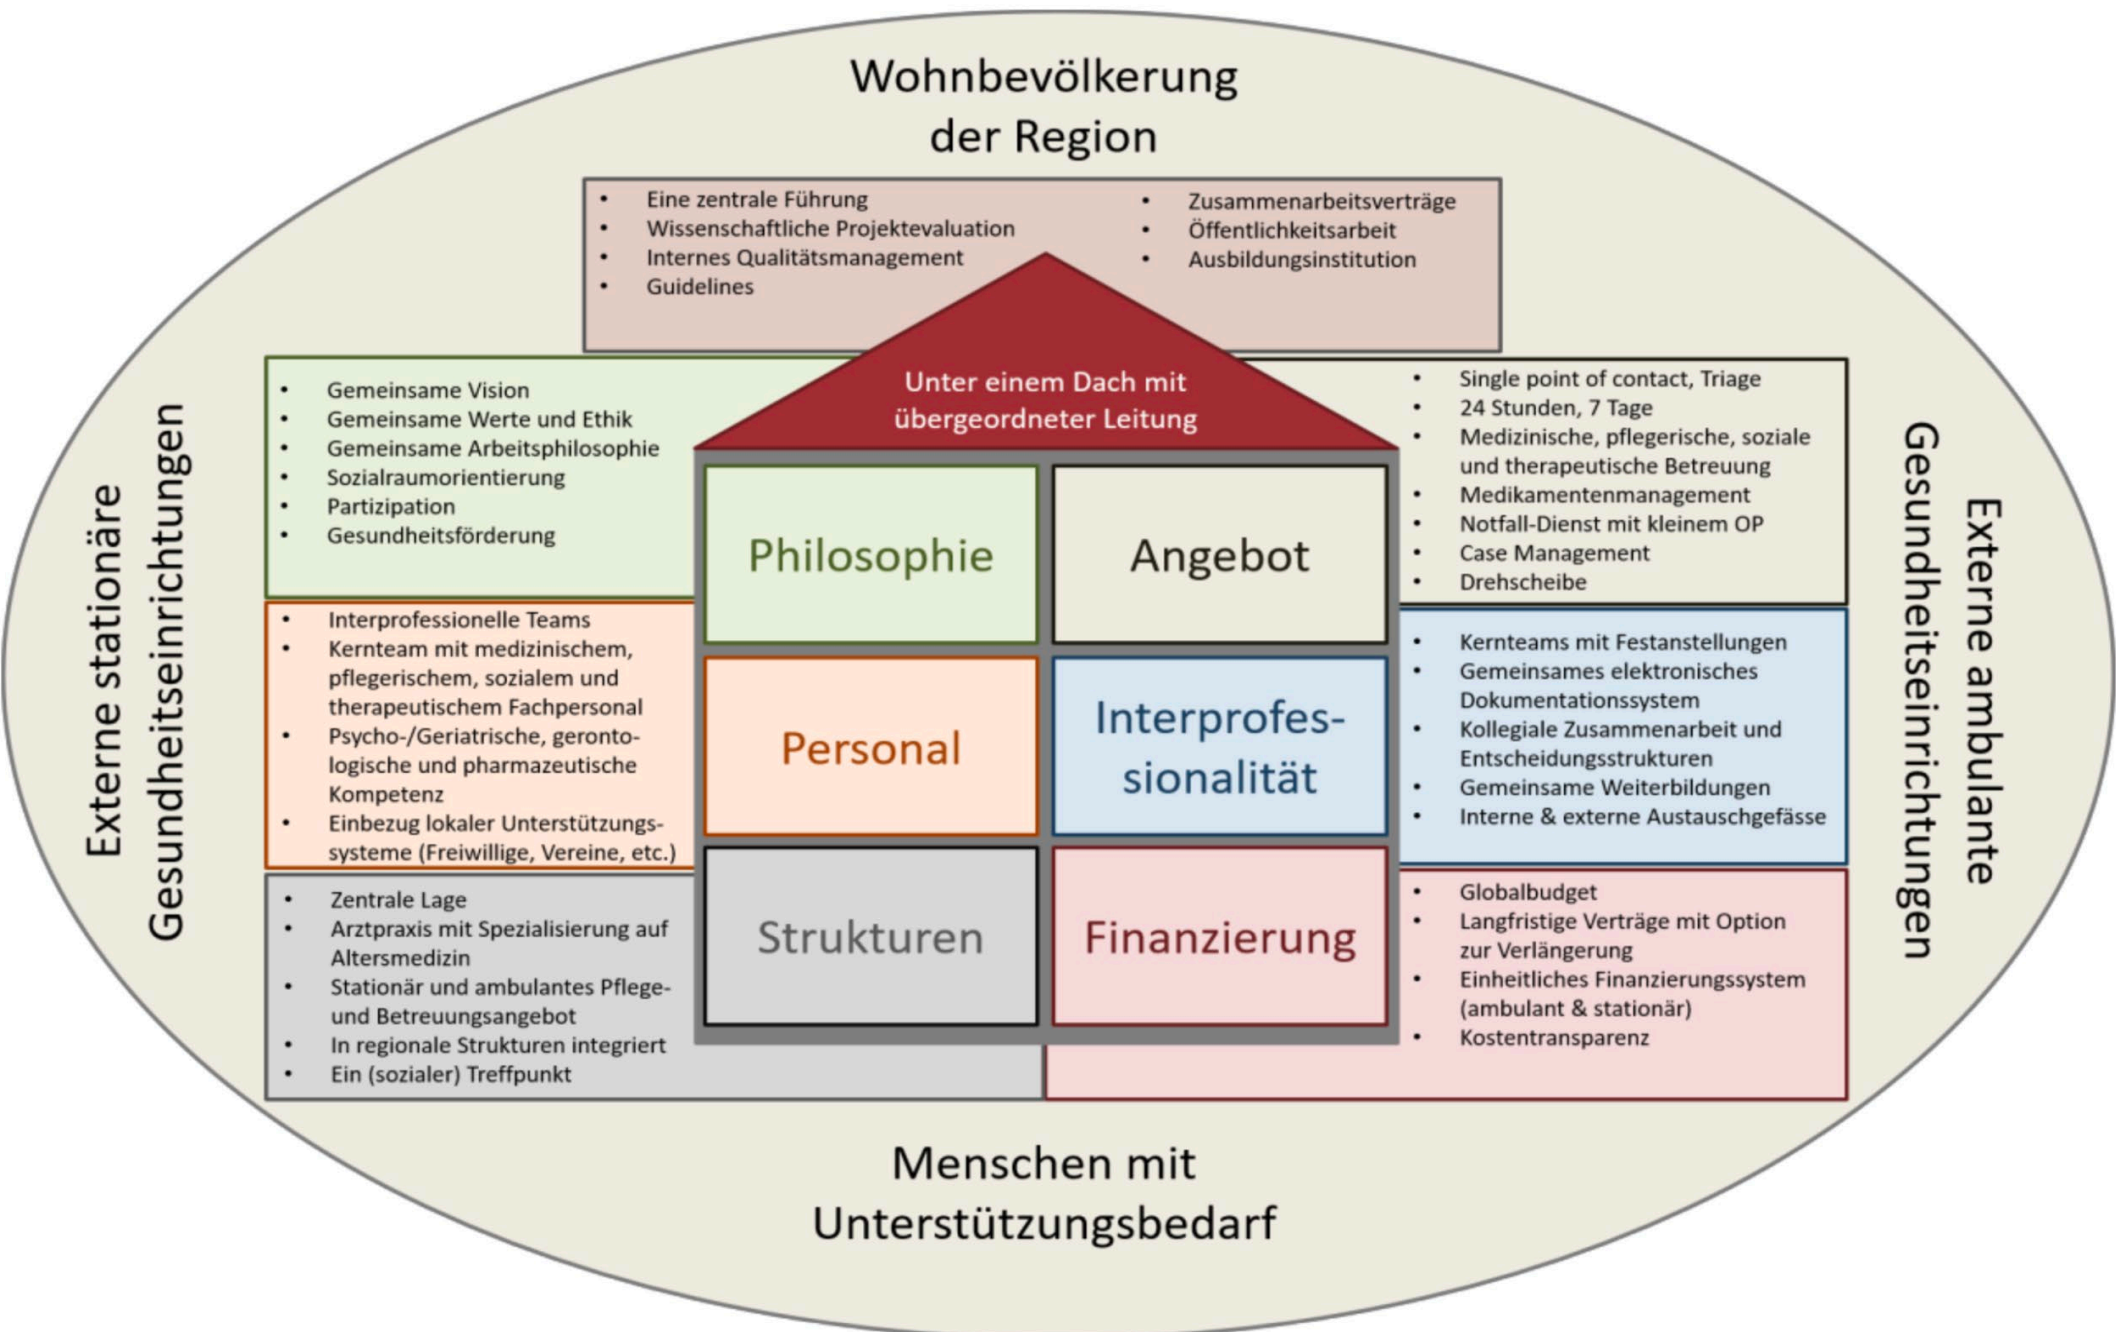 Wohnbevölkerung
der Region
• Eine zentrale Führung
• Wissenschaftliche Projektevaluation
• Internes Qualitätsmanagement
• Guidelines
• Zusammenarbeitsverträge
• Öffentlichkeitsarbeit
• Ausbildungsinstitution
Unter einem Dach mit
übergeordneter Leitung
Externe stationäre
Gesundheitseinrichtungen
• Gemeinsame Vision
• Gemeinsame Werte und Ethik
• Gemeinsame Arbeitsphilosophie
• Sozialraumorientierung
• Partizipation
• Gesundheitsförderung
Philosophie
Angebot
• Single point of contact, Triage
• 24 Stunden, 7 Tage
• Medizinische, pflegerische, soziale
und therapeutische Betreuung
• Medikamentenmanagement
• Notfall-Dienst mit kleinem OP
• Case Management
• Drehscheibe
• Interprofessionelle Teams
• Kernteam mit medizinischem,
pflegerischem, sozialem und
therapeutischem Fachpersonal
• Psycho-/Geriatrische, geronto-
logische und pharmazeutische
Kompetenz
• Einbezug lokaler Unterstützungs-
systeme (Freiwillige, Vereine, etc.)
Personal
Interprofes-
sionalität
• Kernteams mit Festanstellungen
• Gemeinsames elektronisches
Dokumentationssystem
• Kollegiale Zusammenarbeit und
Entscheidungsstrukturen
• Gemeinsame Weiterbildungen
• Interne & externe Austauschgefässe
• Zentrale Lage
• Arztpraxis mit Spezialisierung auf
Altersmedizin
• Stationär und ambulantes Pflege-
und Betreuungsangebot
• In regionale Strukturen integriert
• Ein (sozialer) Treffpunkt
Strukturen
Finanzierung
• Globalbudget
• Langfristige Verträge mit Option
zur Verlängerung
• Einheitliches Finanzierungssystem
(ambulant & stationär)
• Kostentransparenz
Externe ambulante
Gesundheitseinrichtungen
Menschen mit
Unterstützungsbedarf